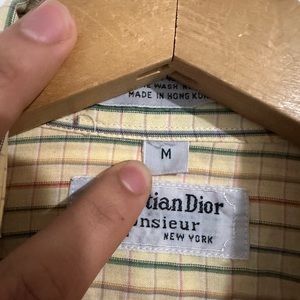 WASH
MADE IN HONG KONG
M
tian Dior
nsieur
NEW YORK